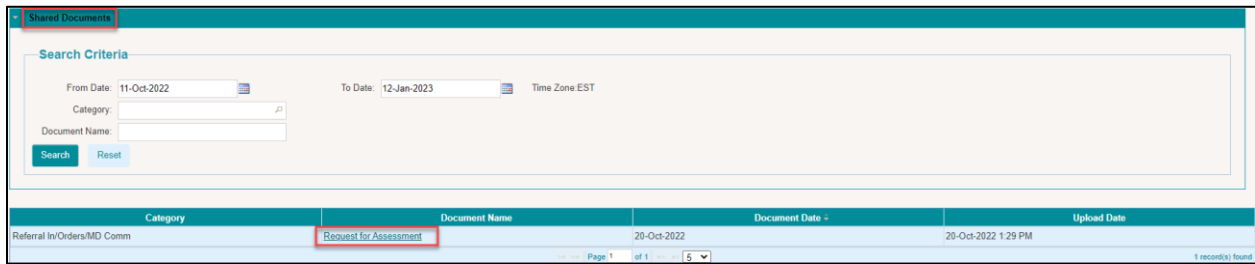 Shared Documents
Search Criteria
From Date: 11-Oct-2022 To Date: 12-Jan-2023 Time Zone:EST
Category:
Document Name:
Search Reset
Category Document Name Document Date Upload Date
Referral In/Orders/MD Comm Request for Assessment 20-Oct-2022 20-Oct-2022 1:29 PM
Page 1 of 1 5 1 record(s) found